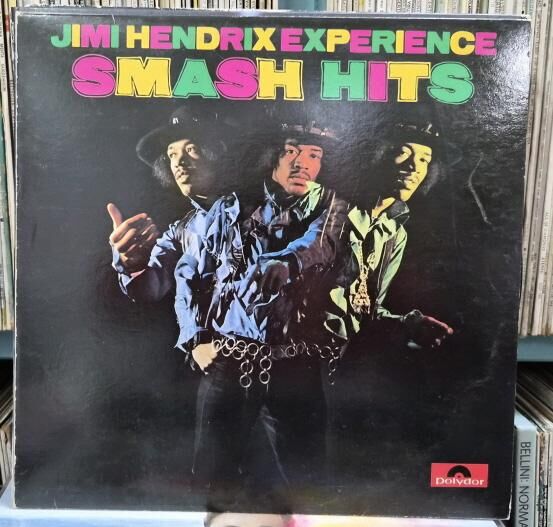 JIMI HENDRIX EXPERIENCE
SMASH HITS
polydor
BELLINI: NORMA